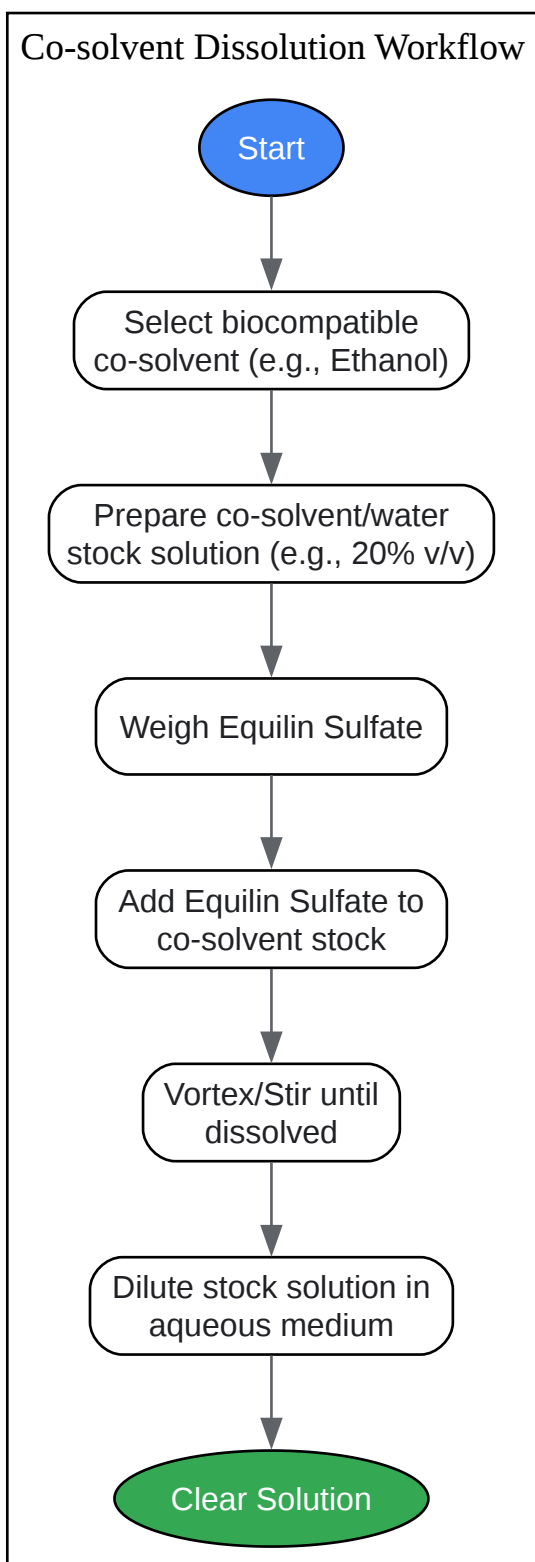 Co-solvent Dissolution Workflow
Start
Select biocompatible
co-solvent (e.g., Ethanol)
Prepare co-solvent/water
stock solution (e.g., 20% v/v)
Weigh Equilin Sulfate
Add Equilin Sulfate to
co-solvent stock
Vortex/Stir until
dissolved
Dilute stock solution in
aqueous medium
Clear Solution